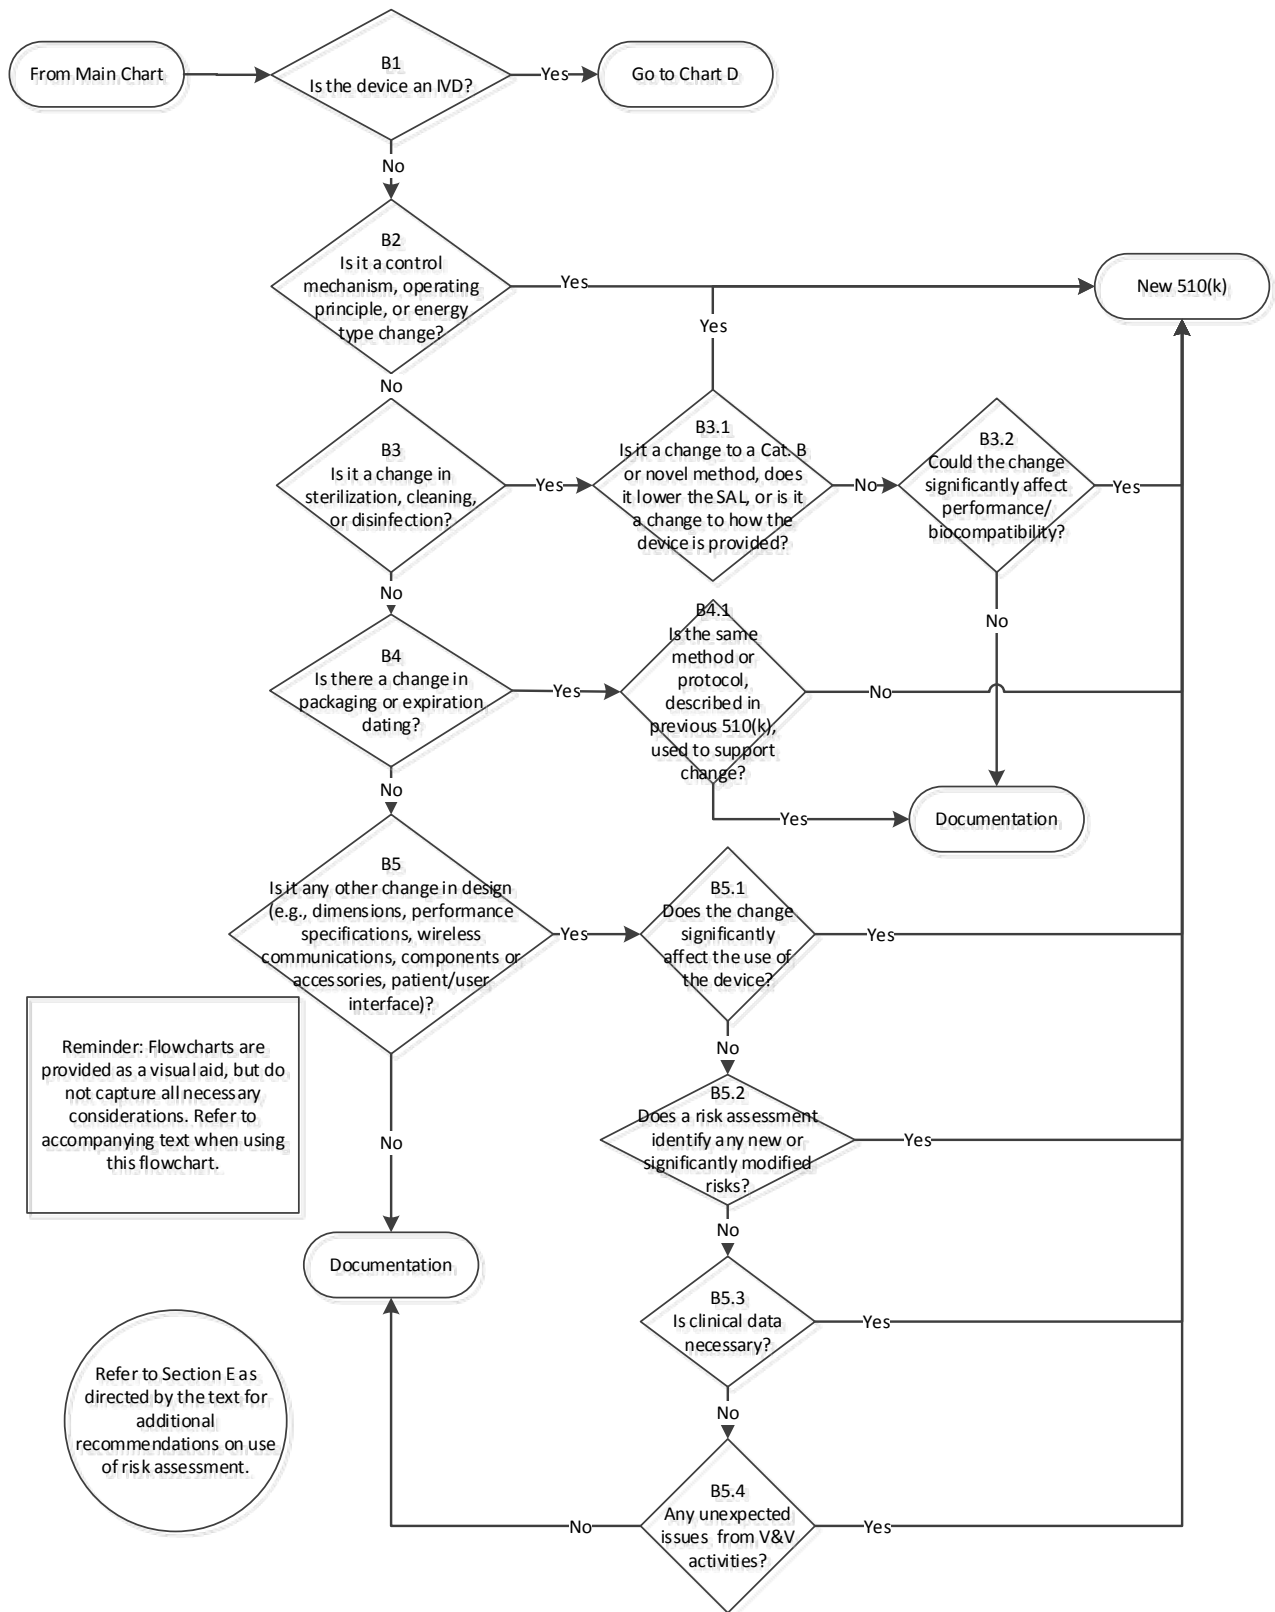 From Main Chart
B1
Is the device an IVD?
Yes
Go to Chart D
No
B2
Is it a control
mechanism, operating
principle, or energy
type change?
Yes
New 510(k)
Yes
No
B3
Is it a change in
sterilization, cleaning,
or disinfection?
Yes
B3.1
Is it a change to a Cat. B
or novel method, does
it lower the SAL, or is it
a change to how the
device is provided?
No
B3.2
Could the change
significantly affect
performance/
biocompatibility?
Yes
No
No
B4
Is there a change in
packaging or expiration
dating?
Yes
B4.1
Is the same
method or
protocol,
described in
previous 510(k),
used to support
change?
No
Yes
Documentation
No
B5
Is it any other change in design
(e.g., dimensions, performance
specifications, wireless
communications, components or
accessories, patient/user
interface)?
Yes
B5.1
Does the change
significantly
affect the use of
the device?
Yes
No
Reminder: Flowcharts are
provided as a visual aid, but do
not capture all necessary
considerations. Refer to
accompanying text when using
this flowchart.
No
B5.2
Does a risk assessment
identify any new or
significantly modified
risks?
Yes
No
Documentation
B5.3
Is clinical data
necessary?
Yes
No
Refer to Section E as
directed by the text for
additional
recommendations on use
of risk assessment.
B5.4
Any unexpected
issues from V&V
activities?
No
Yes